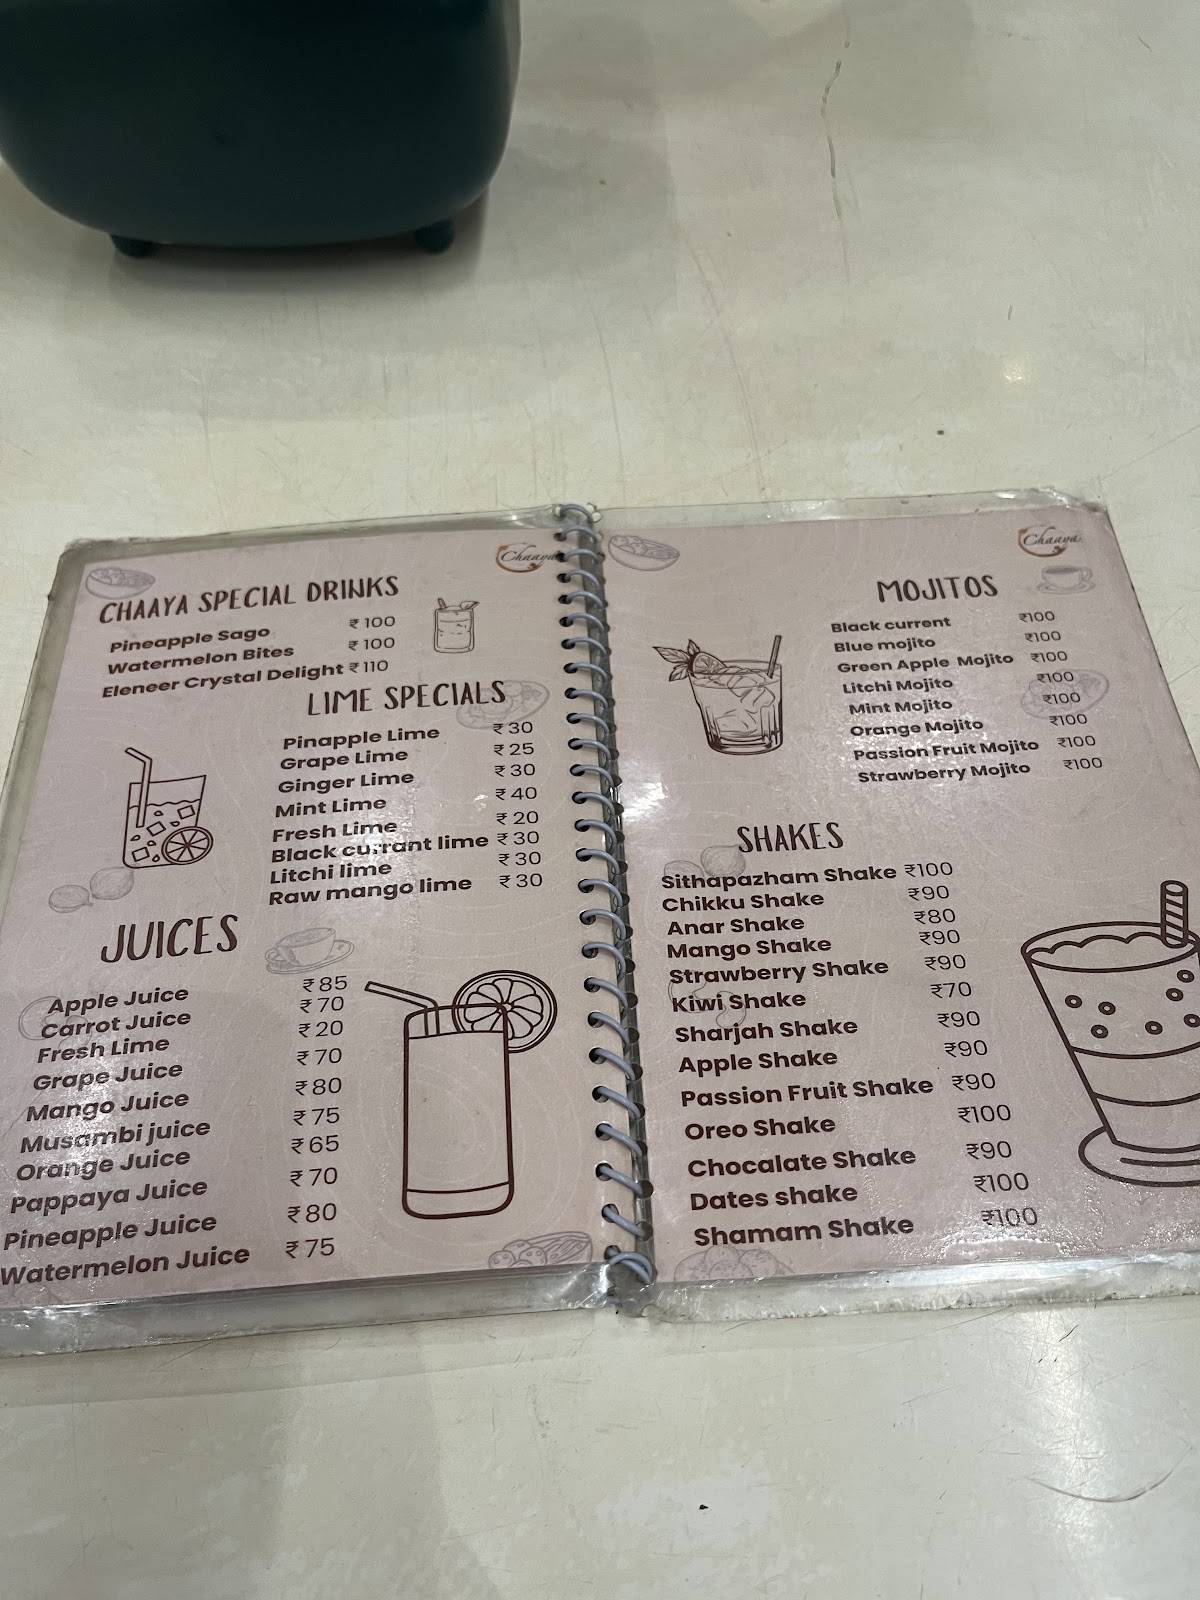 Chaaya
CHAAYA SPECIAL DRINKS
Pineapple Sago ₹100
Watermelon Bites ₹100
Eleneer Crystal Delight ₹110
LIME SPECIALS
Pinapple Lime ₹30
Grape Lime ₹25
Ginger Lime ₹30
Mint Lime ₹40
Fresh Lime ₹20
Black currant lime ₹30
Litchi lime ₹30
Raw mango lime ₹30
JUICES
Apple Juice ₹85
Carrot Juice ₹70
Fresh Lime ₹20
Grape Juice ₹70
Mango Juice ₹80
Musambi juice ₹75
Orange Juice ₹65
Pappaya Juice ₹70
Pineapple Juice ₹80
Watermelon Juice ₹75
Chaaya
MOJITOS
Black current ₹100
Blue mojito ₹100
Green Apple Mojito ₹100
Litchi Mojito ₹100
Mint Mojito ₹100
Orange Mojito ₹100
Passion Fruit Mojito ₹100
Strawberry Mojito ₹100
SHAKES
Sithapazham Shake ₹100
Chikku Shake ₹90
Anar Shake ₹80
Mango Shake ₹90
Strawberry Shake ₹90
Kiwi Shake ₹70
Sharjah Shake ₹90
Apple Shake ₹90
Passion Fruit Shake ₹90
Oreo Shake ₹100
Chocalate Shake ₹90
Dates shake ₹100
Shamam Shake ₹100